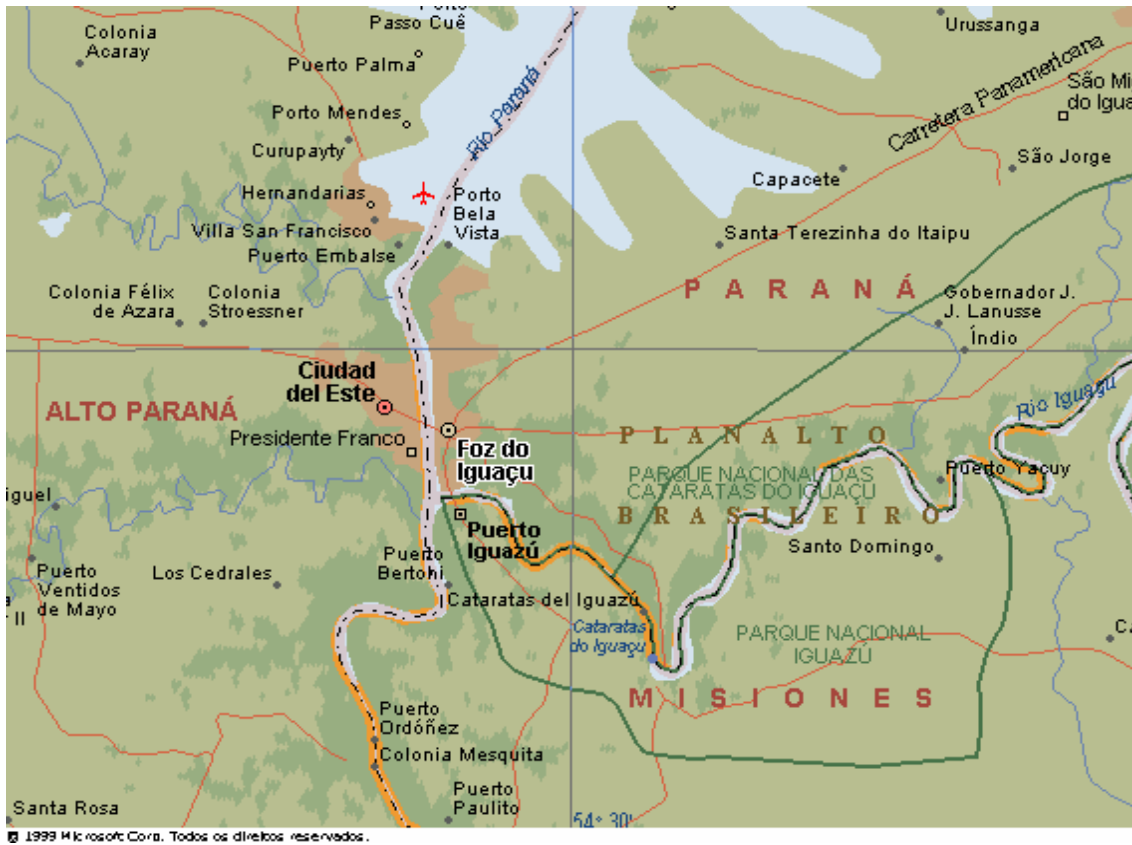 Passo Cuê
Colonia
Acaray
Urussanga
Puerto Palma
Carretera Panamericana
São Mi
do Igua
Porto Mendes
Rio Paraná
Curupayty
São Jorge
Capacete
Hernandarias
Porto
Bela
Vista
Villa San Francisco
Puerto Embalse
Santa Terezinha do Itaipu
PARANÁ
Colonia Félix
de Azara
Colonia
Stroessner
Gobernador J.
J. Lanusse
Índio
Ciudad
del Este
ALTO PARANÁ
Rio Iguaçu
Presidente Franco
Foz do
Iguaçu
PLANALTO
BRASILEIRO
PARQUE NACIONAL DAS
CATARATAS DO IGUAÇU
Puerto Yacuy
iguel
Puerto
Iguazú
Santo Domingo
Puerto
Bertoni
Puerto
Ventidos
de Mayo
Los Cedrales
II
Cataratas del Iguazú
Cataratas
do Iguaçu
PARQUE NACIONAL
IGUAZÚ
MISIONES
Puerto
Ordóñez
Colonia Mesquita
Puerto
Paulito
Santa Rosa
54° 30'
© 1999 Microsoft Corp. Todos os direitos reservados.